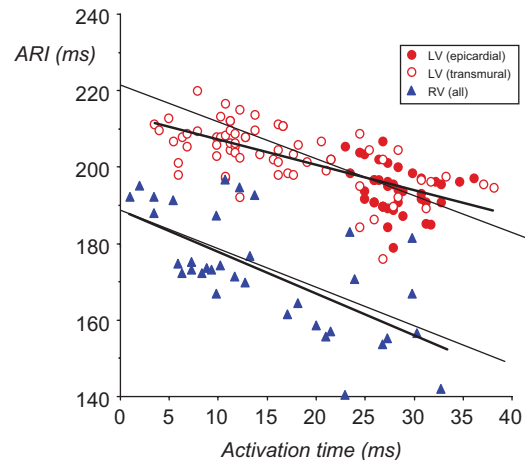 240
ARI (ms)
LV (epicardial)
LV (transmural)
RV (all)
220
200
180
160
140
0 5 10 15 20 25 30 35 40
Activation time (ms)